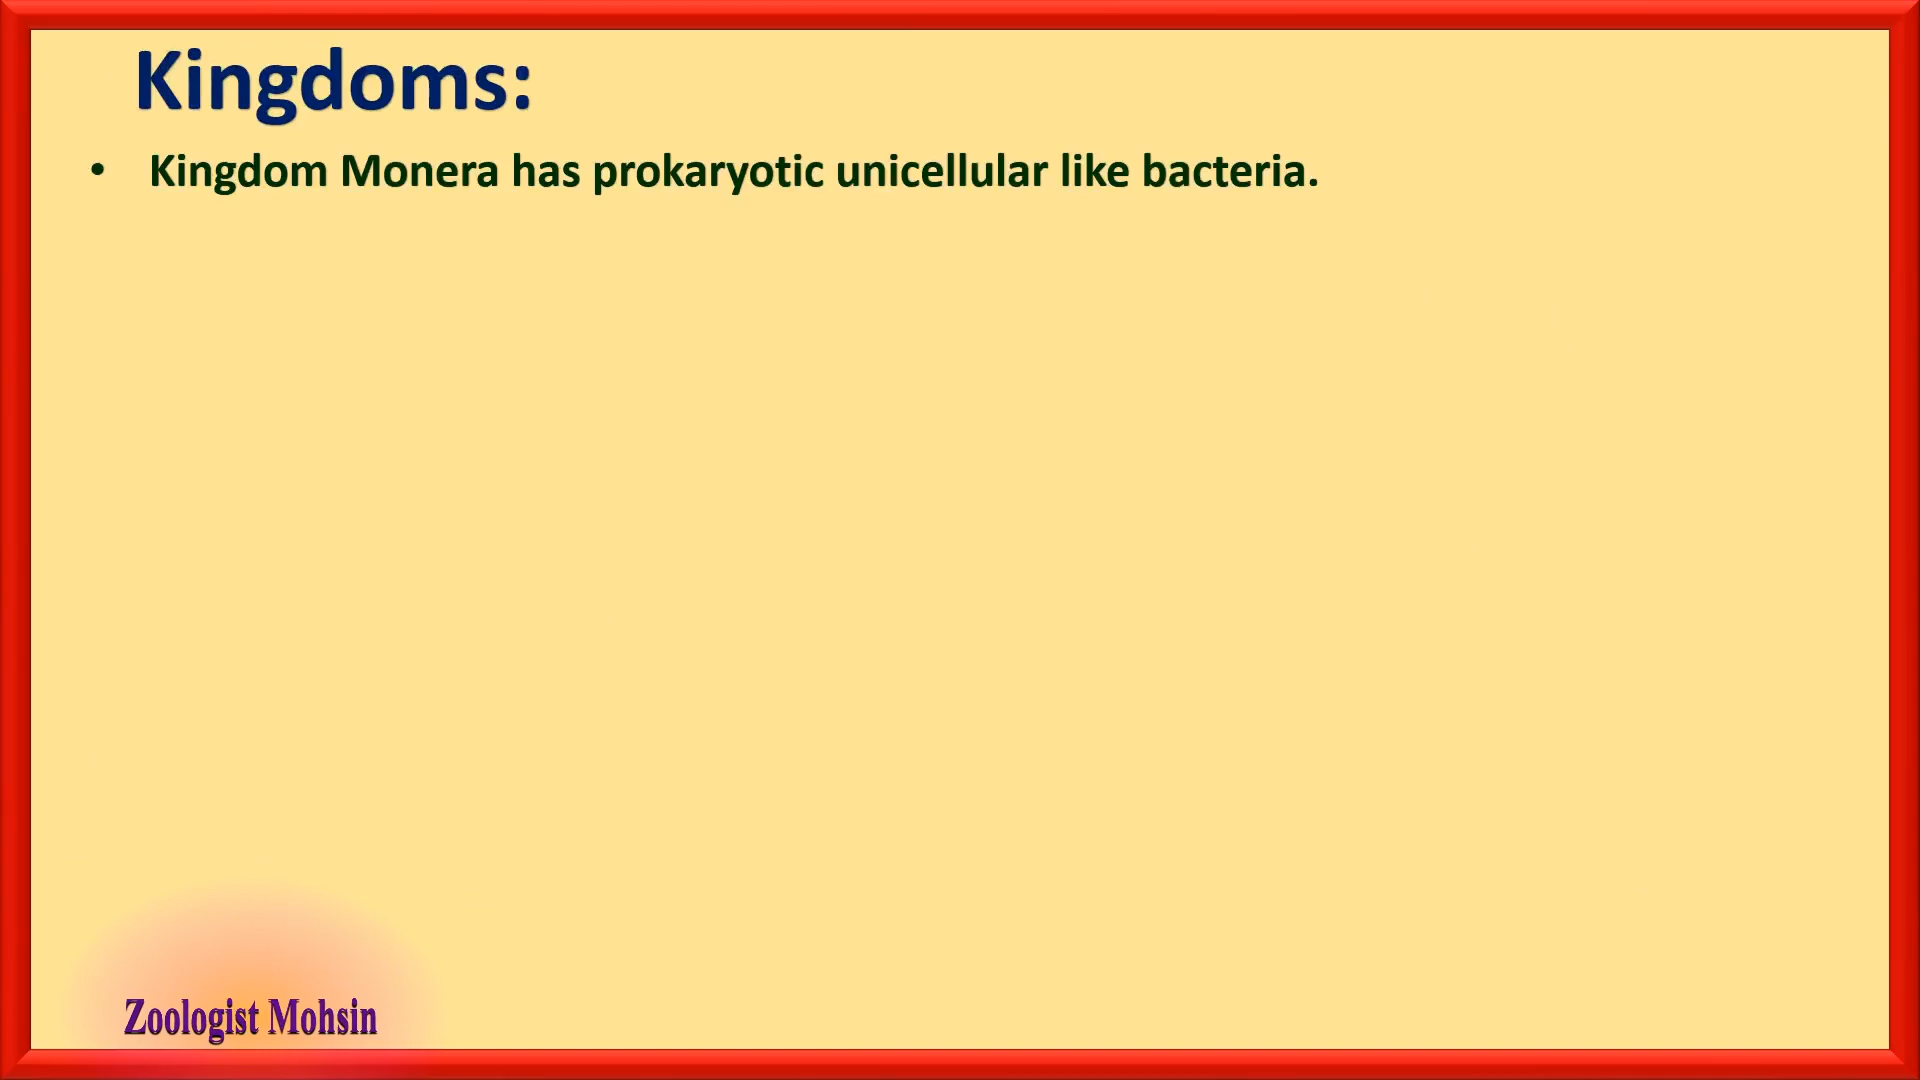 Kingdoms:
• Kingdom Monera has prokaryotic unicellular like bacteria.
Zoologist Mohsin